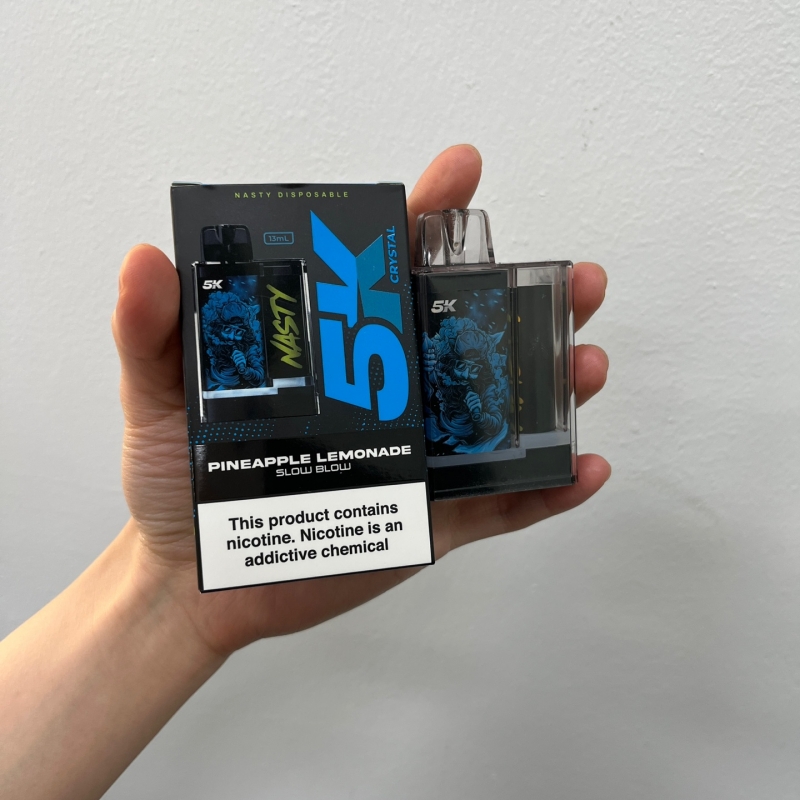 NASTY DISPOSABLE
13mL
5K
CRYSTAL
5K
NASTY
PINEAPPLE LEMONADE
SLOW BLOW
This product contains
nicotine. Nicotine is an
addictive chemical
5K